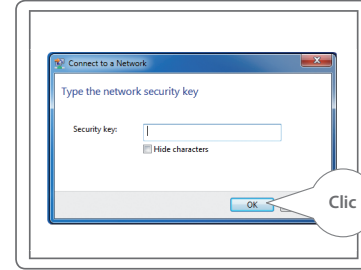 Connect to a Network
Type the network security key
Security key:
Hide characters
OK
Clic